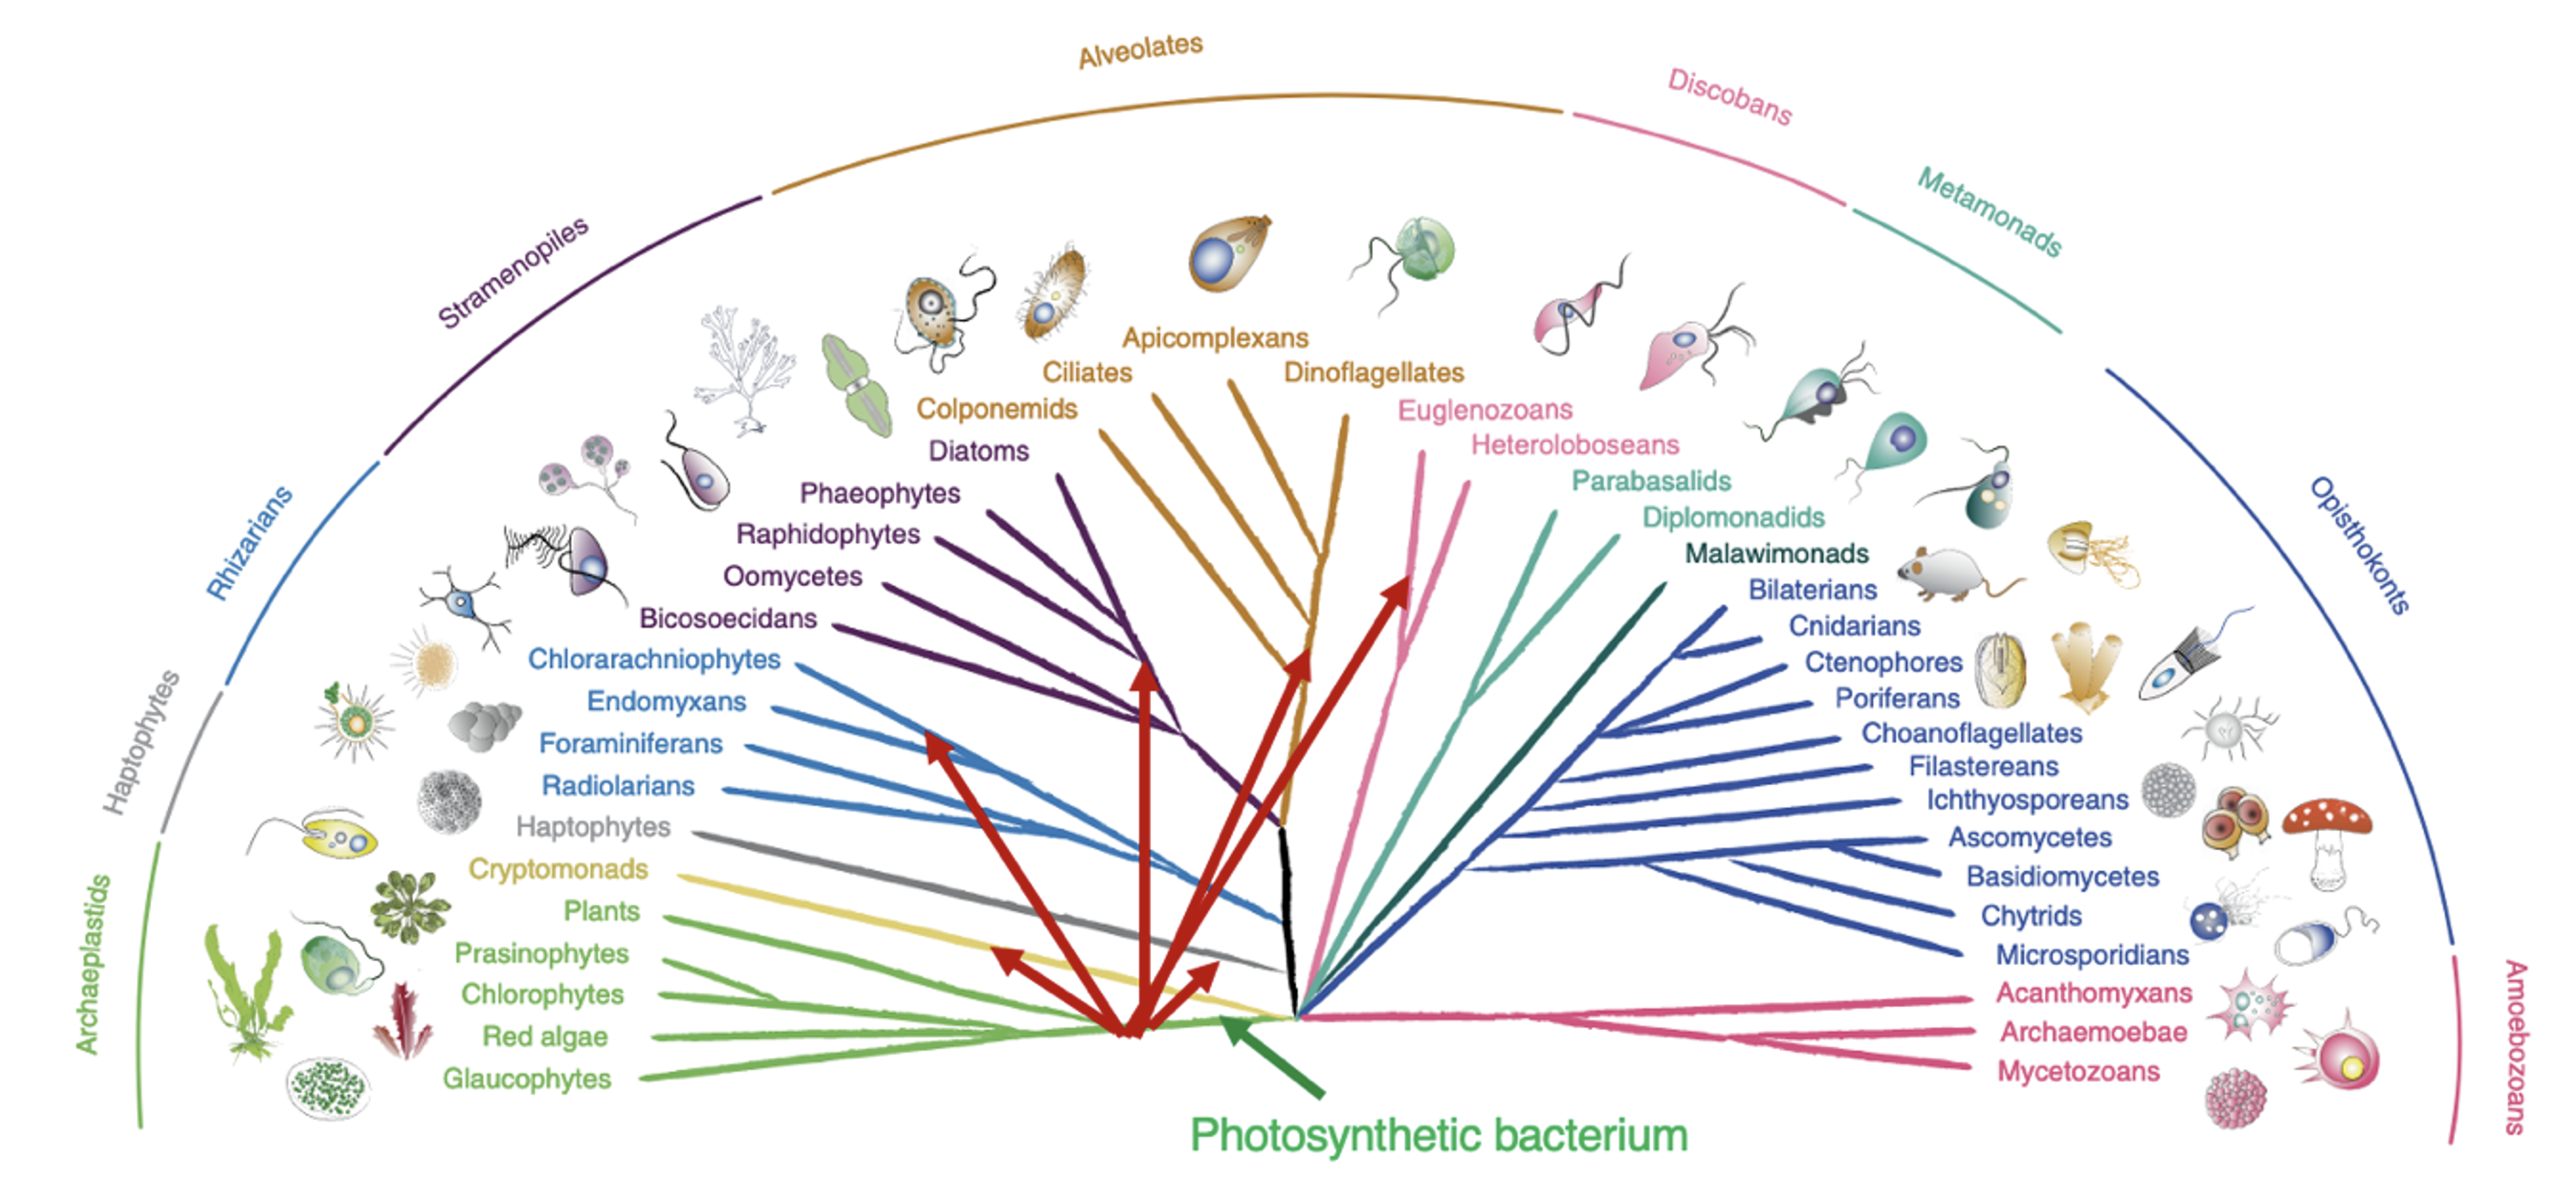 Alveolates
Discobans
Metamonads
Stramenopiles
Opisthokonts
Rhizarians
Haptophytes
Archaeplastids
Amoebozoans
Apicomplexans
Ciliates
Dinoflagellates
Colponemids
Euglenozoans
Diatoms
Heteroloboseans
Phaeophytes
Parabasalids
Raphidophytes
Diplomonadids
Oomycetes
Malawimonads
Bicosoecidans
Bilaterians
Chlorarachniophytes
Cnidarians
Endomyxans
Ctenophores
Foraminiferans
Poriferans
Radiolarians
Choanoflagellates
Haptophytes
Filastereans
Cryptomonads
Ichthyosporeans
Plants
Ascomycetes
Prasinophytes
Basidiomycetes
Chlorophytes
Chytrids
Red algae
Microsporidians
Glaucophytes
Acanthomyxans
Archaemoebae
Mycetozoans
Photosynthetic bacterium